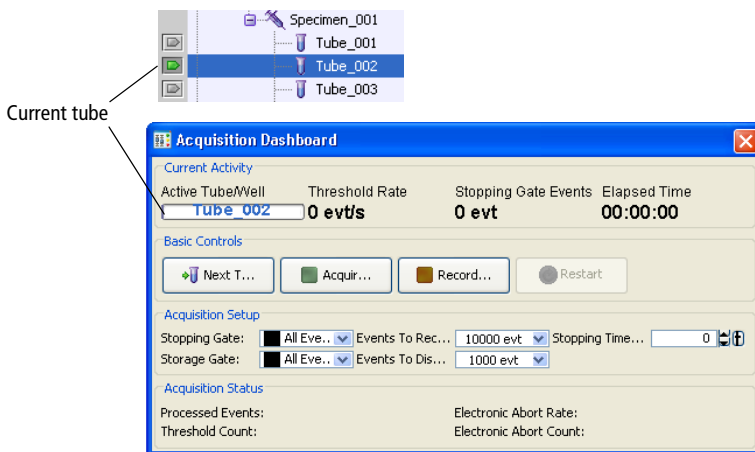 Specimen_001
Tube_001
Tube_002
Tube_003
Current tube
Acquisition Dashboard
Current Activity
Active Tube/Well Threshold Rate Stopping Gate Events Elapsed Time
Tube_002 0 evt/s 0 evt 00:00:00
Basic Controls
Next T... Acquir... Record... Restart
Acquisition Setup
Stopping Gate: All Eve.. Events To Rec... 10000 evt Stopping Time... 0
Storage Gate: All Eve.. Events To Dis... 1000 evt
Acquisition Status
Processed Events: Electronic Abort Rate:
Threshold Count: Electronic Abort Count: